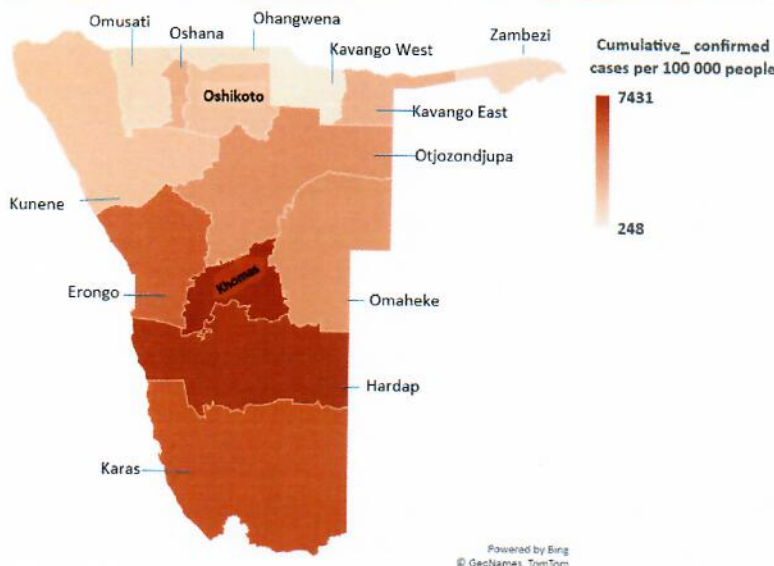 Omusati
Oshana
Ohangwena
Kavango West
Zambezi
Cumulative_ confirmed
cases per 100 000 people
7431
248
Oshikoto
Kavango East
Otjozondjupa
Kunene
Khomas
Erongo
Omaheke
Hardap
Karas
Powered by Bing
© GeoNames, TomTom